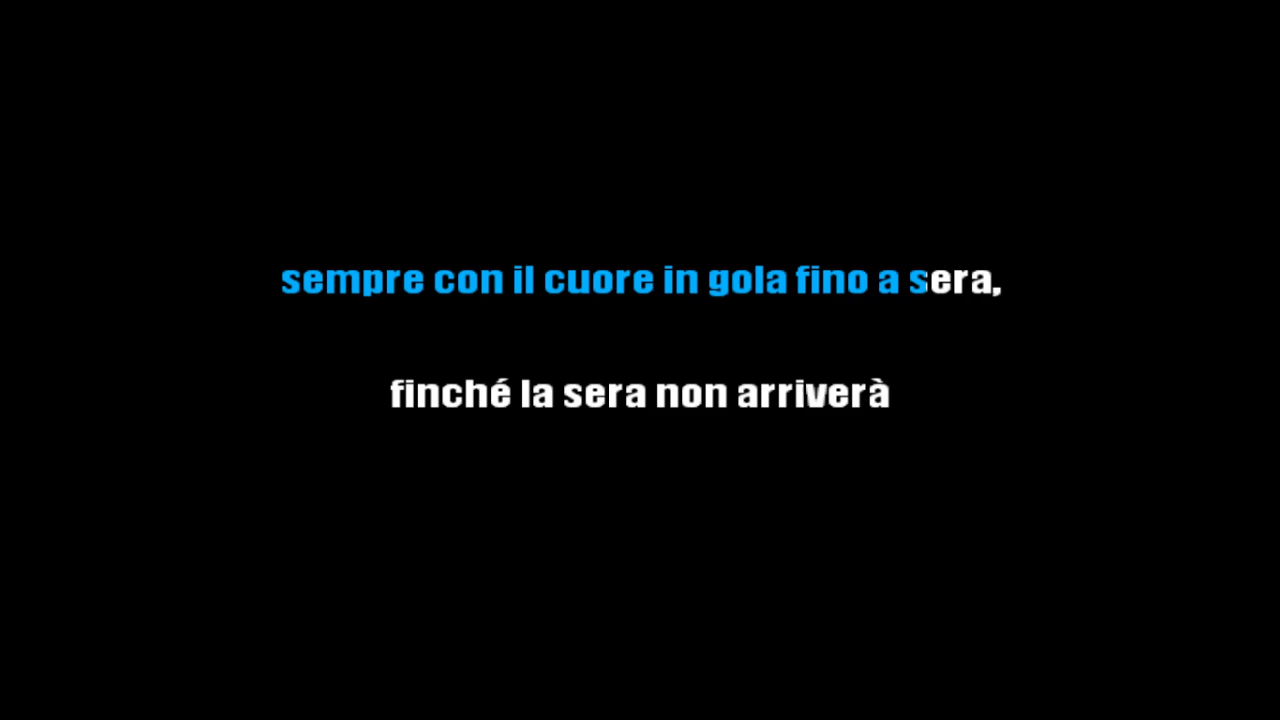 sempre con il cuore in gola fino a sera,
finché la sera non arriverà